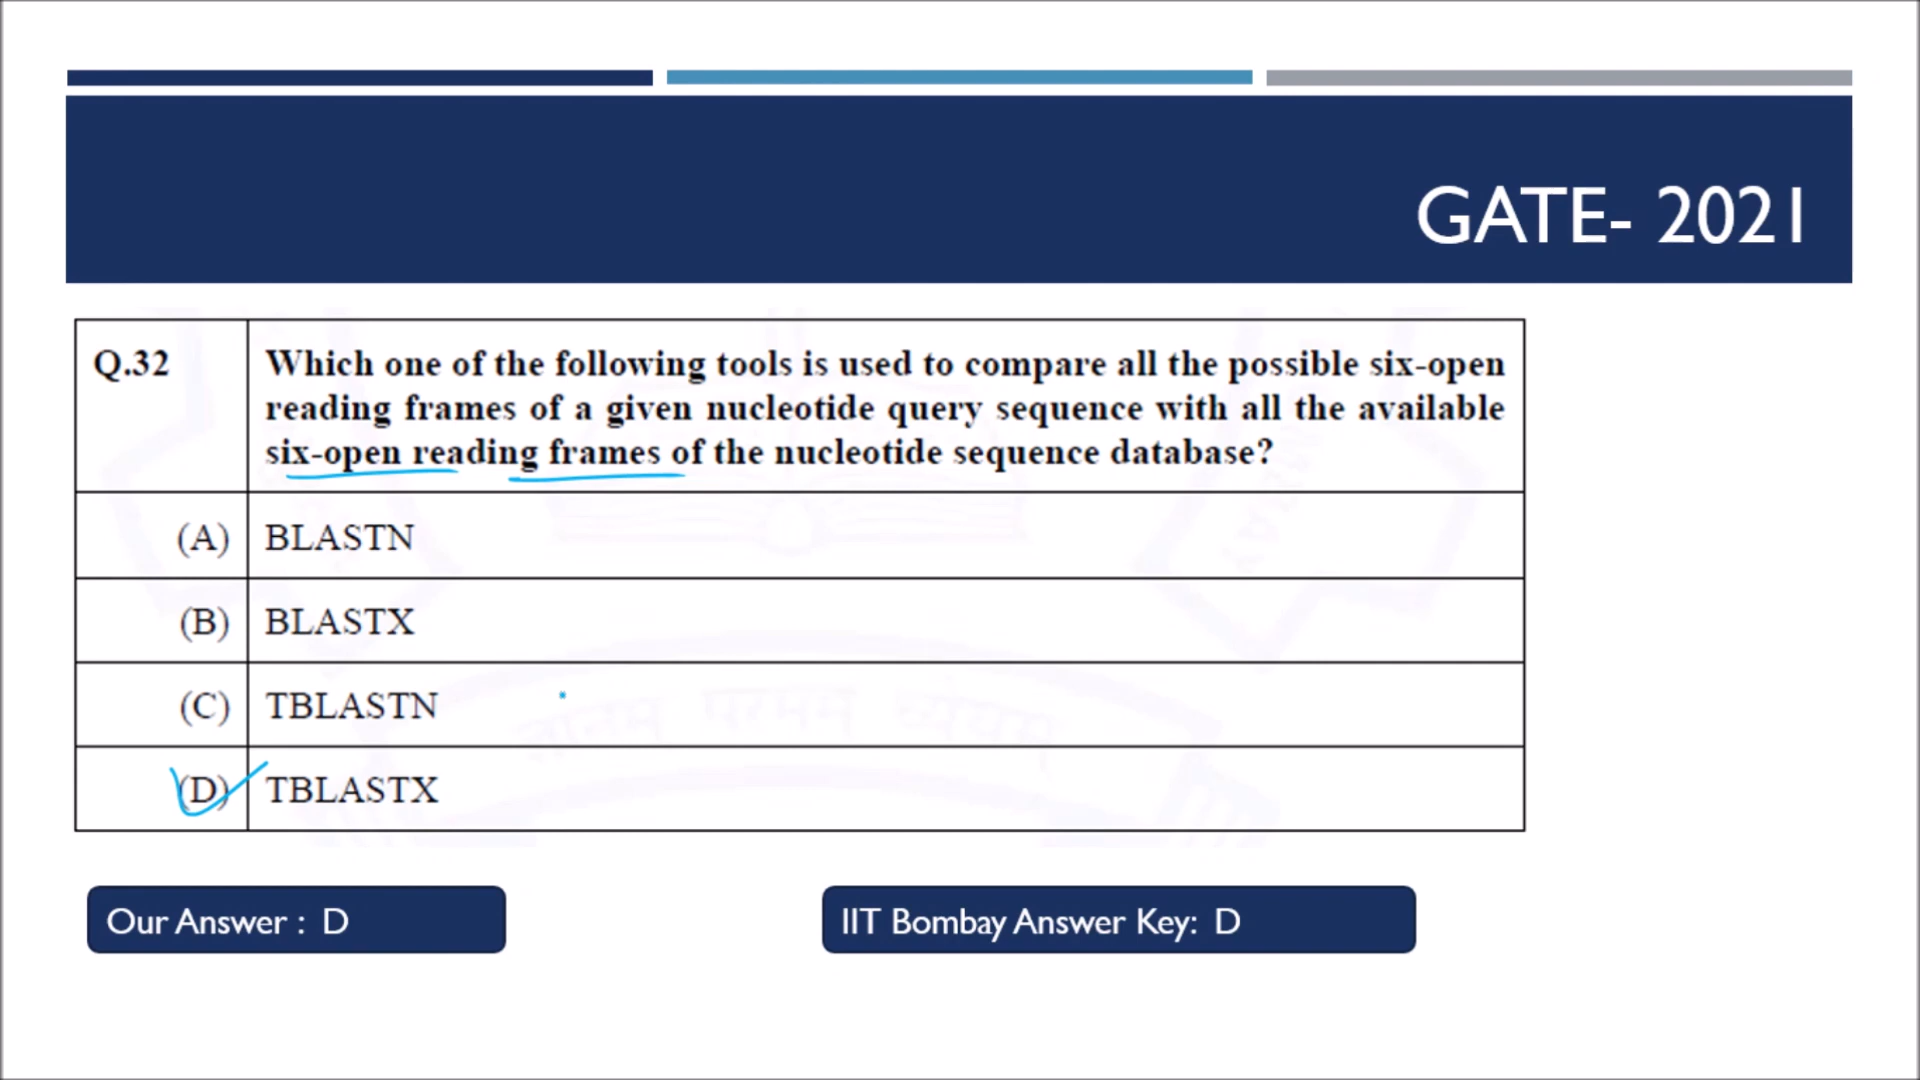 GATE- 2021
Q.32 Which one of the following tools is used to compare all the possible six-open
reading frames of a given nucleotide query sequence with all the available
six-open reading frames of the nucleotide sequence database?
(A) BLASTN
(B) BLASTX
(C) TBLASTN
(D) TBLASTX
Our Answer : D
IIT Bombay Answer Key: D